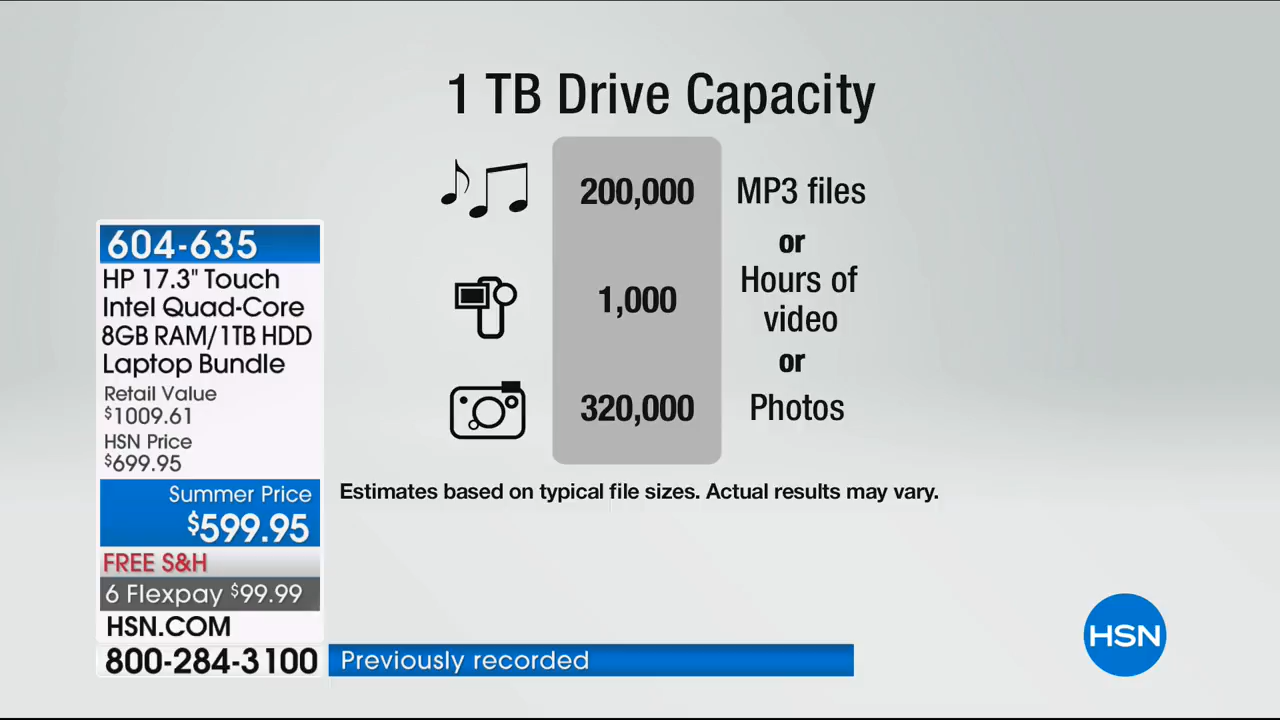 1 TB Drive Capacity
200,000 MP3 files
or
1,000 Hours of
video
or
320,000 Photos
Estimates based on typical file sizes. Actual results may vary.
604-635
HP 17.3" Touch
Intel Quad-Core
8GB RAM/1TB HDD
Laptop Bundle
Retail Value
$1009.61
HSN Price
$699.95
Summer Price
$599.95
FREE S&H
6 Flexpay $99.99
HSN.COM
800-284-3100
Previously recorded
HSN